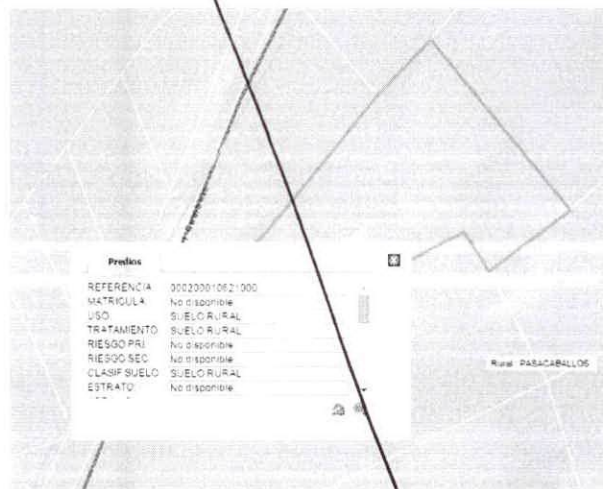 Predios
REFERENCIA 000200010621000
MATRICULA No disponible
USO SUELO RURAL
TRATAMIENTO SUELO RURAL
RIESGO PRI. No disponible
RIESGO SEC No disponible
CLASIF SUELO SUELO RURAL
ESTRATO No disponible
Rural : PASACABALLOS